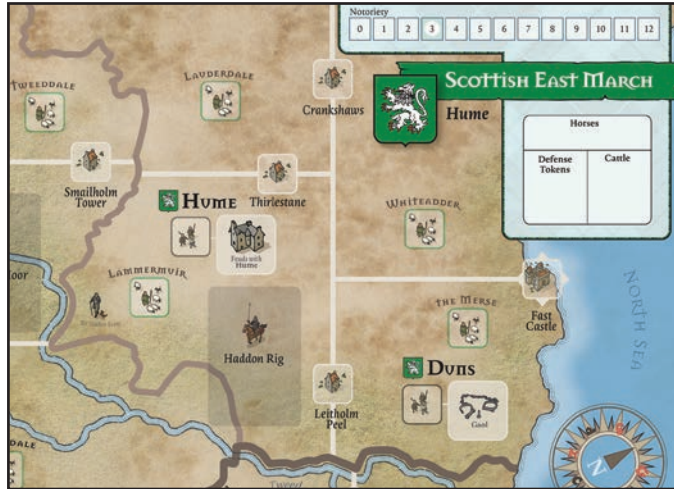 Notoriety
0 1 2 3 4 5 6 7 8 9 10 11 12
Scottish East March
Hume
Horses
Defense
Tokens
Cattle
Tweeddale
Lauderdale
Crankshaws
Smailholm
Tower
Thirlestane
Hume
Feuds with
Hume
Whiteadder
Lammermuir
Haddon Rig
the Merse
Fast
Castle
North Sea
Duns
Gaol
Leitholm
Peel
N